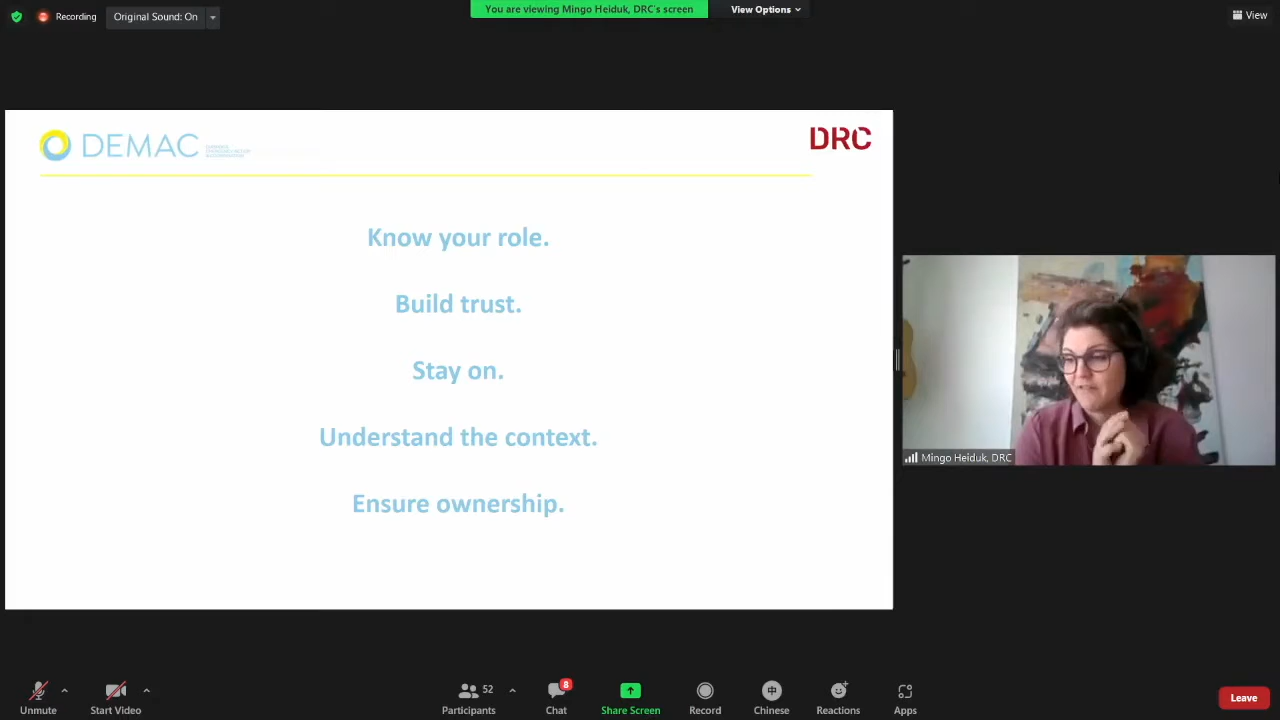 Recording
Original Sound: On
You are viewing Mingo Heiduk, DRC's screen
View Options
View
DEMAC
DRC
Know your role.
Build trust.
Stay on.
Understand the context.
Ensure ownership.
Mingo Heiduk, DRC
Unmute
Start Video
52
Participants
8
Chat
Share Screen
Record
中
Chinese
Reactions
Apps
Leave